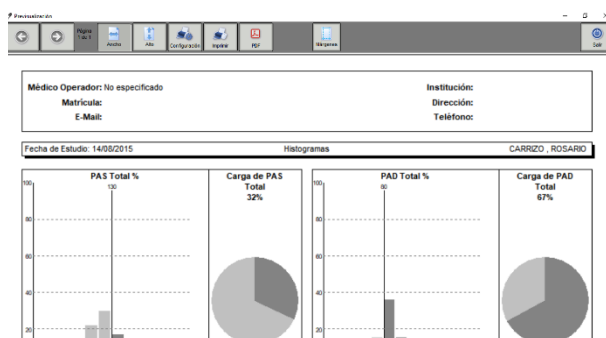 Previsualización
Página
1 de 1
Ancho
Alto
Configuración
Imprimir
PDF
Márgenes
Salir
Médico Operador: No especificado
Institución:
Matrícula:
Dirección:
E-Mail:
Teléfono:
Fecha de Estudio: 14/08/2015
Histogramas
CARRIZO , ROSARIO
PAS Total %
130
100
80
60
40
20
Carga de PAS
Total
32%
PAD Total %
80
100
80
60
40
20
Carga de PAD
Total
67%